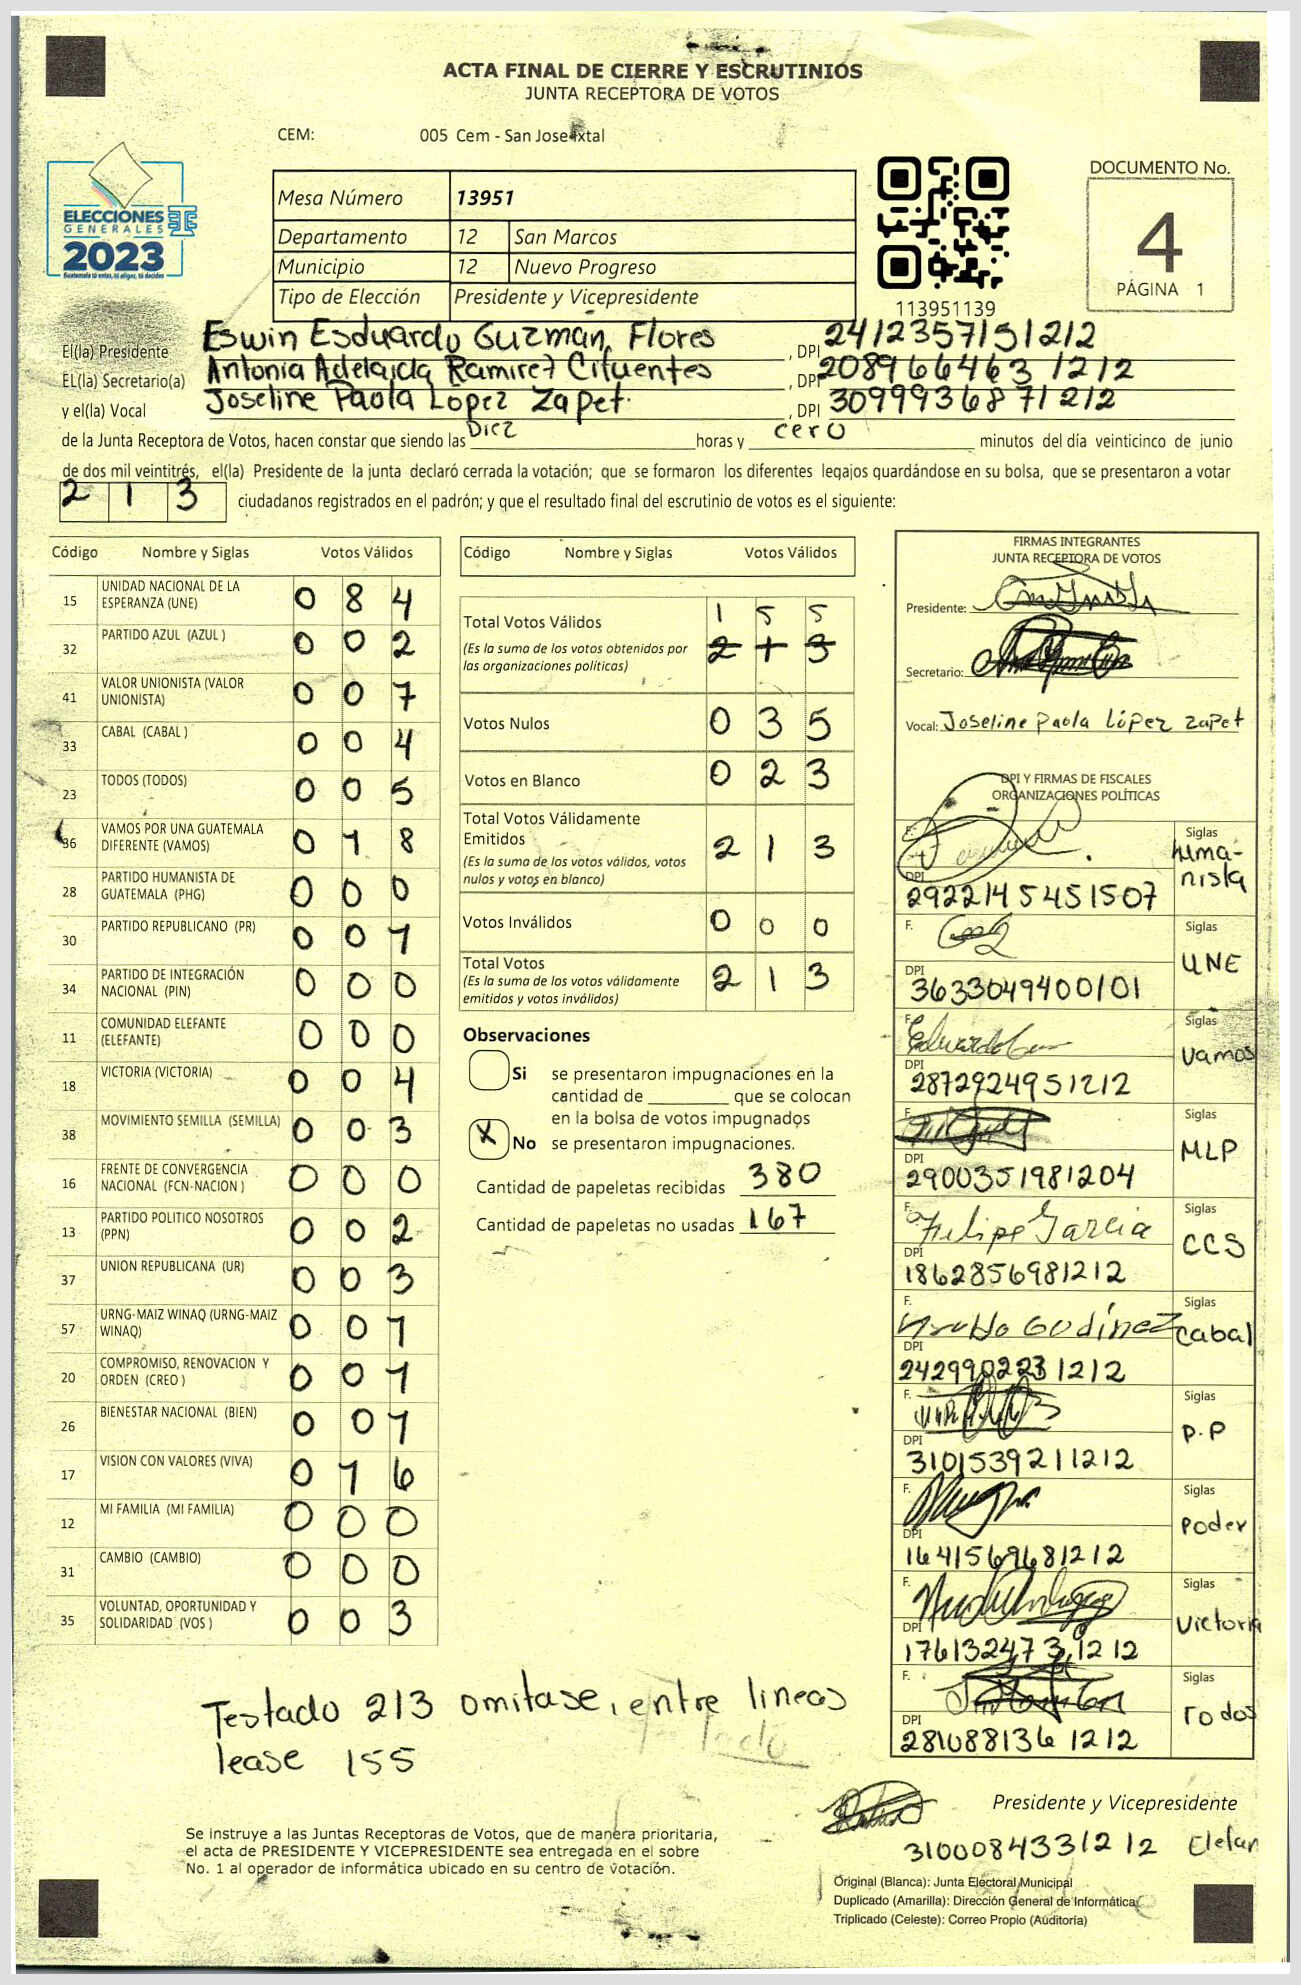 ACTA FINAL DE CIERRE Y ESCRUTINIOS
JUNTA RECEPTORA DE VOTOS
CEM: 005 Cem - San Jose Ixtal
ELECCIONES
GENERALES
2023
Guatemala tú estas, tú eliges, tú decides
Mesa Número 13951
Departamento 12 San Marcos
Municipio 12 Nuevo Progreso
Tipo de Elección Presidente y Vicepresidente
113951139
DOCUMENTO No.
4
PÁGINA 1
El(la) Presidente Eswin Esduardo Guzman, Flores , DPI 2412357151212
EL(la) Secretario(a) Antonia Adelaida Ramirez Cifuentes , DPI 2089664631212
y el(la) Vocal Joseline Paola Lopez Zapet. , DPI 3099936871212
de la Junta Receptora de Votos, hacen constar que siendo las Diez horas y cero minutos del día veinticinco de junio
de dos mil veintitrés, el(la) Presidente de la junta declaró cerrada la votación; que se formaron los diferentes legajos quardándose en su bolsa, que se presentaron a votar
2 1 3 ciudadanos registrados en el padrón; y que el resultado final del escrutinio de votos es el siguiente:
Código Nombre y Siglas Votos Válidos
15 UNIDAD NACIONAL DE LA ESPERANZA (UNE) 0 8 4
32 PARTIDO AZUL (AZUL ) 0 0 2
41 VALOR UNIONISTA (VALOR UNIONISTA) 0 0 7
33 CABAL (CABAL ) 0 0 4
23 TODOS (TODOS) 0 0 5
36 VAMOS POR UNA GUATEMALA DIFERENTE (VAMOS) 0 1 8
28 PARTIDO HUMANISTA DE GUATEMALA (PHG) 0 0 0
30 PARTIDO REPUBLICANO (PR) 0 0 1
34 PARTIDO DE INTEGRACIÓN NACIONAL (PIN) 0 0 0
11 COMUNIDAD ELEFANTE (ELEFANTE) 0 0 0
18 VICTORIA (VICTORIA) 0 0 4
38 MOVIMIENTO SEMILLA (SEMILLA) 0 0 3
16 FRENTE DE CONVERGENCIA NACIONAL (FCN-NACION ) 0 0 0
13 PARTIDO POLITICO NOSOTROS (PPN) 0 0 2
37 UNION REPUBLICANA (UR) 0 0 3
57 URNG-MAIZ WINAQ (URNG-MAIZ WINAQ) 0 0 1
20 COMPROMISO, RENOVACION Y ORDEN (CREO ) 0 0 1
26 BIENESTAR NACIONAL (BIEN) 0 0 1
17 VISION CON VALORES (VIVA) 0 1 6
12 MI FAMILIA (MI FAMILIA) 0 0 0
31 CAMBIO (CAMBIO) 0 0 0
35 VOLUNTAD, OPORTUNIDAD Y SOLIDARIDAD (VOS ) 0 0 3
Código Nombre y Siglas Votos Válidos
1 5 5
Total Votos Válidos 2 1 3
(Es la suma de los votos obtenidos por
las organizaciones politicas)
Votos Nulos 0 3 5
Votos en Blanco 0 2 3
Total Votos Válidamente
Emitidos 2 1 3
(Es la suma de los votos válidos, votos
nulos y votos en blanco)
Votos Inválidos 0 0 0
Total Votos 2 1 3
(Es la suma de los votos válidamente
emitidos y votos inválidos)
Observaciones
Si se presentaron impugnaciones en la
cantidad de ________ que se colocan
en la bolsa de votos impugnados
X No se presentaron impugnaciones.
Cantidad de papeletas recibidas 380
Cantidad de papeletas no usadas 167
FIRMAS INTEGRANTES
JUNTA RECEPTORA DE VOTOS
Presidente:
Secretario:
Vocal: Joseline Paola López Zapet
DPI Y FIRMAS DE FISCALES
ORGANIZACIONES POLÍTICAS
F. Siglas
Huma-
nista
DPI 2922145451507
F. Siglas
UNE
DPI 3633049400101
F. Siglas
Vamos
DPI 2872924951212
F. Siglas
MLP
DPI 2900351981204
F. Felipe Garcia Siglas
CCS
DPI 1862856981212
F. Godínez Siglas
Cabal
DPI 2429902231212
F. Siglas
P.P
DPI 3101539211212
F. Siglas
Poder
DPI 1641569681212
F. Siglas
Victoria
DPI 1761324731212
F. Siglas
Todos
DPI 2810881361212
Testado 213 omitase, entre lineas
lease 155
Presidente y Vicepresidente
3100084331212 Elefan
Se instruye a las Juntas Receptoras de Votos, que de manera prioritaria,
el acta de PRESIDENTE Y VICEPRESIDENTE sea entregada en el sobre
No. 1 al operador de informática ubicado en su centro de votación.
Original (Blanca): Junta Electoral Municipal
Duplicado (Amarilla): Dirección General de Informática
Triplicado (Celeste): Correo Propio (Auditoría)